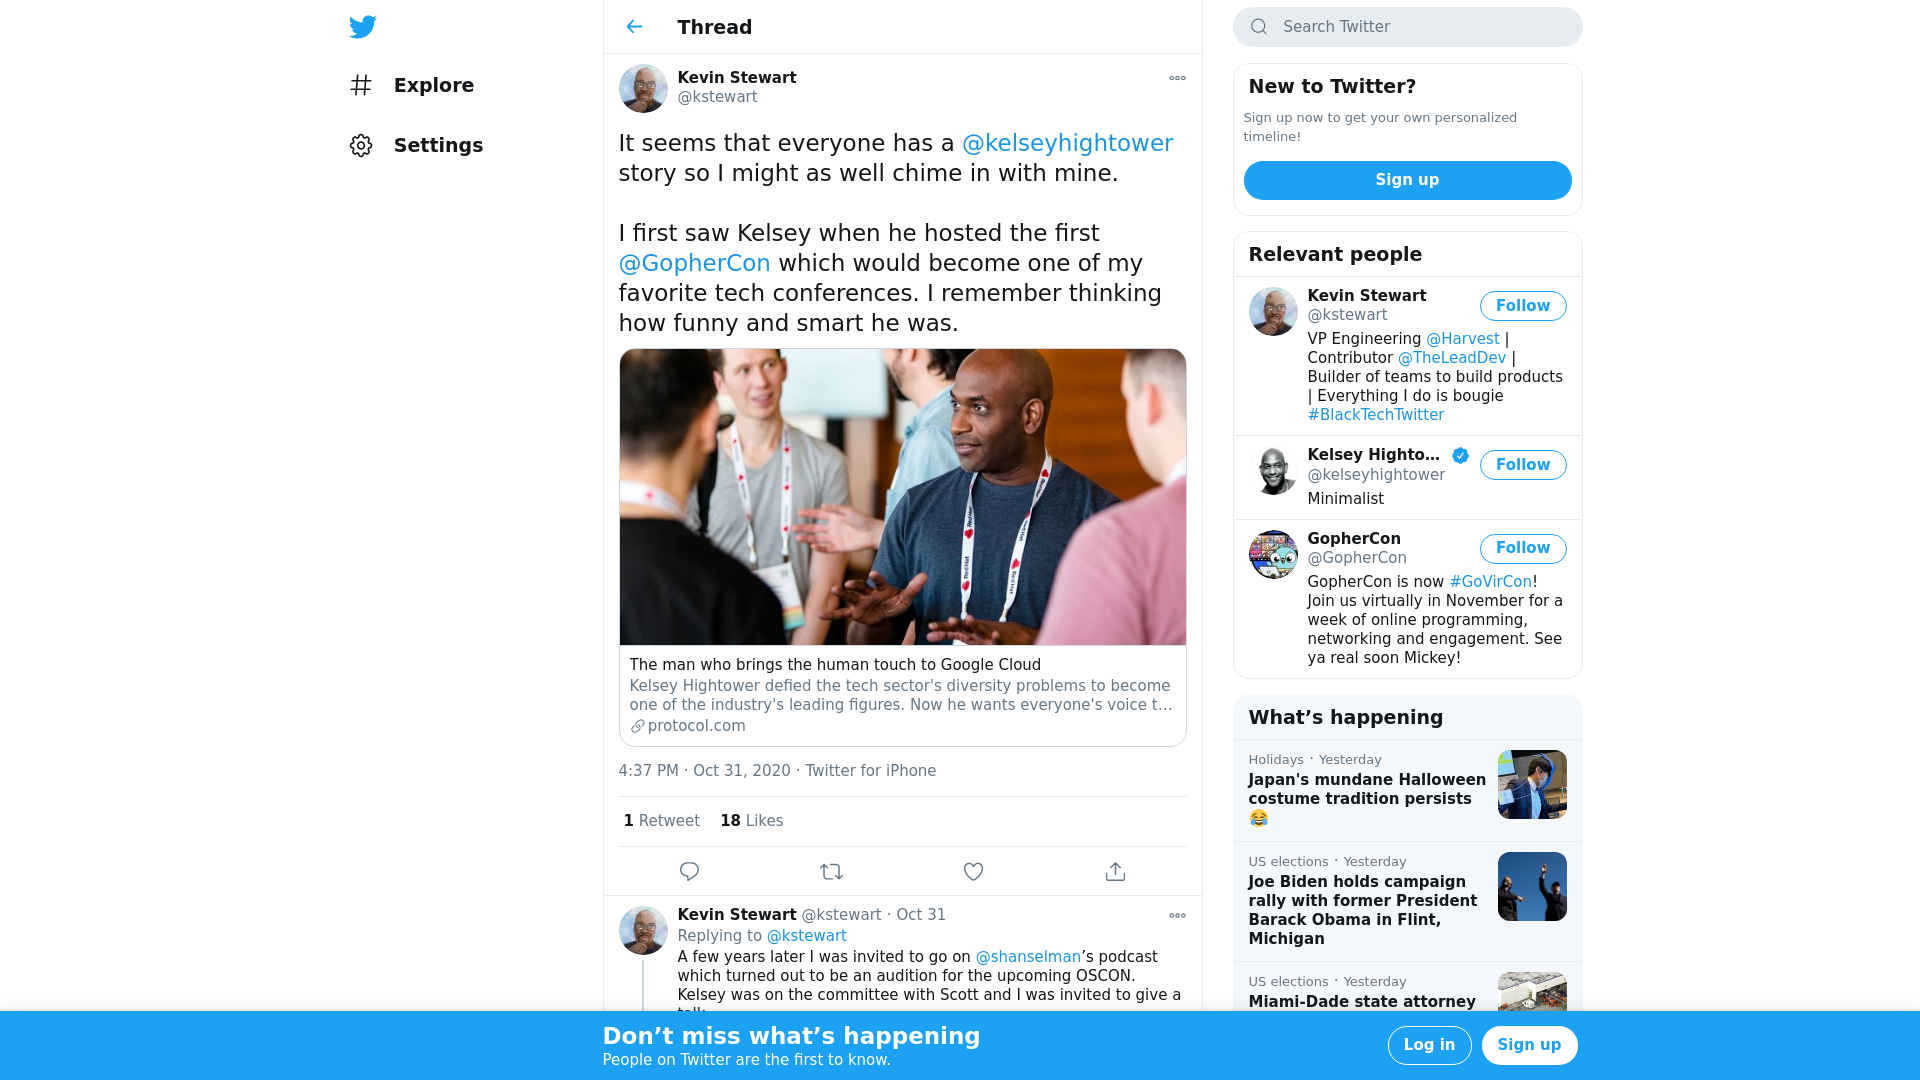 Explore
Settings
Thread
Kevin Stewart
@kstewart
It seems that everyone has a @kelseyhightower
story so I might as well chime in with mine.
I first saw Kelsey when he hosted the first
@GopherCon which would become one of my
favorite tech conferences. I remember thinking
how funny and smart he was.
RedHat
The man who brings the human touch to Google Cloud
Kelsey Hightower defied the tech sector's diversity problems to become
one of the industry's leading figures. Now he wants everyone's voice t...
protocol.com
4:37 PM · Oct 31, 2020 · Twitter for iPhone
1 Retweet 18 Likes
Kevin Stewart @kstewart · Oct 31
Replying to @kstewart
A few years later I was invited to go on @shanselman’s podcast
which turned out to be an audition for the upcoming OSCON.
Kelsey was on the committee with Scott and I was invited to give a
Search Twitter
New to Twitter?
Sign up now to get your own personalized
timeline!
Sign up
Relevant people
Kevin Stewart
@kstewart
Follow
VP Engineering @Harvest |
Contributor @TheLeadDev |
Builder of teams to build products
| Everything I do is bougie
#BlackTechTwitter
Kelsey Highto...
@kelseyhightower
Follow
Minimalist
GopherCon
@GopherCon
Follow
GopherCon is now #GoVirCon!
Join us virtually in November for a
week of online programming,
networking and engagement. See
ya real soon Mickey!
What’s happening
Holidays · Yesterday
Japan's mundane Halloween
costume tradition persists
😂
US elections · Yesterday
Joe Biden holds campaign
rally with former President
Barack Obama in Flint,
Michigan
US elections · Yesterday
Miami-Dade state attorney
Don’t miss what’s happening
People on Twitter are the first to know.
Log in
Sign up